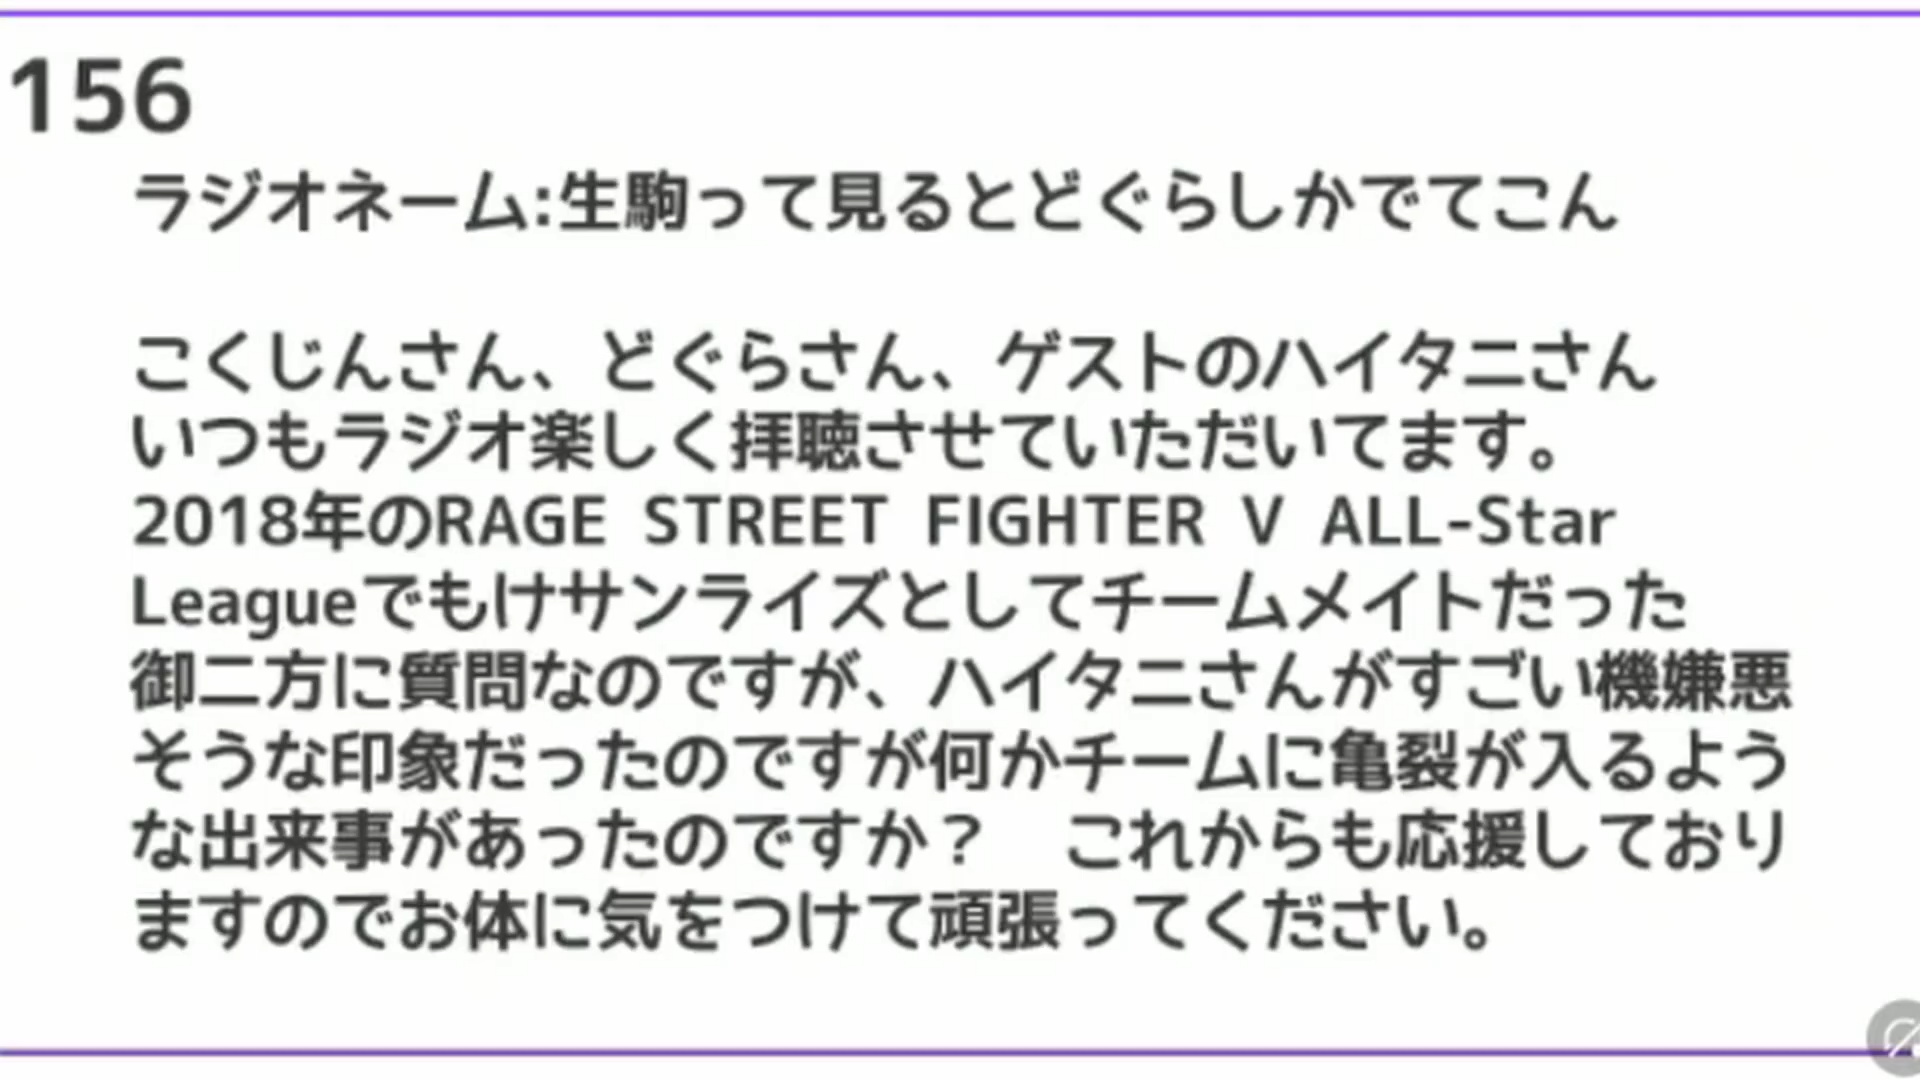 156
ラジオネーム:生駒って見るとどぐらしかでてこん
こくじんさん、どぐらさん、ゲストのハイタニさん
いつもラジオ楽しく拝聴させていただいてます。
2018年のRAGE STREET FIGHTER V ALL-Star
Leagueでもけサンライズとしてチームメイトだった
御二方に質問なのですが、ハイタニさんがすごい機嫌悪
そうな印象だったのですが何かチームに亀裂が入るよう
な出来事があったのですか？　これからも応援しており
ますのでお体に気をつけて頑張ってください。